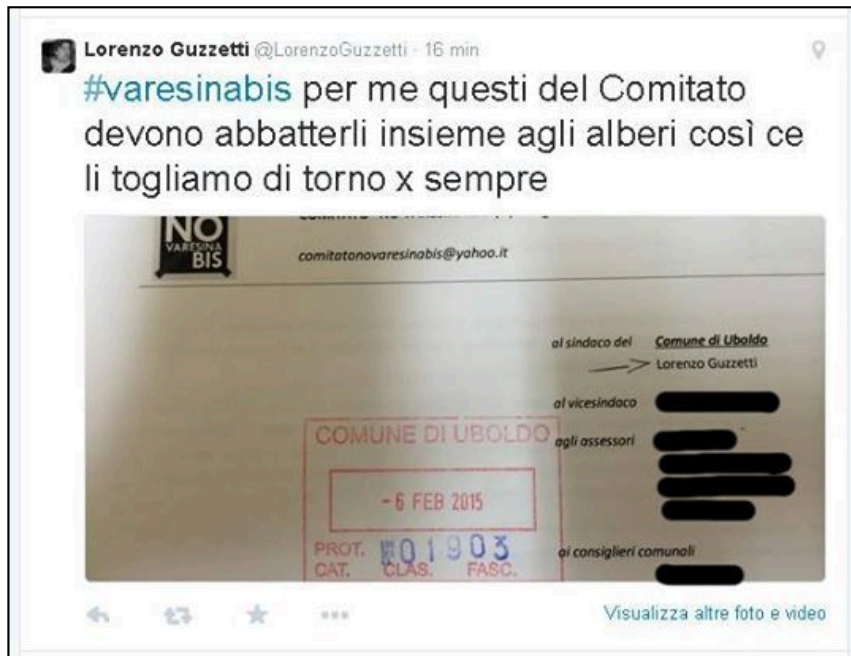 Lorenzo Guzzetti @LorenzoGuzzetti · 16 min
#varesinabis per me questi del Comitato
devono abbatterli insieme agli alberi così ce
li togliamo di torno x sempre
NO
VARESINA
BIS
comitatonovaresinabis@yahoo.it
al sindaco del Comune di Uboldo
Lorenzo Guzzetti
al vicesindaco
agli assessori
ai consiglieri comunali
COMUNE DI UBOLDO
- 6 FEB 2015
PROT. 01903
CAT. CLAS. FASC.
Visualizza altre foto e video